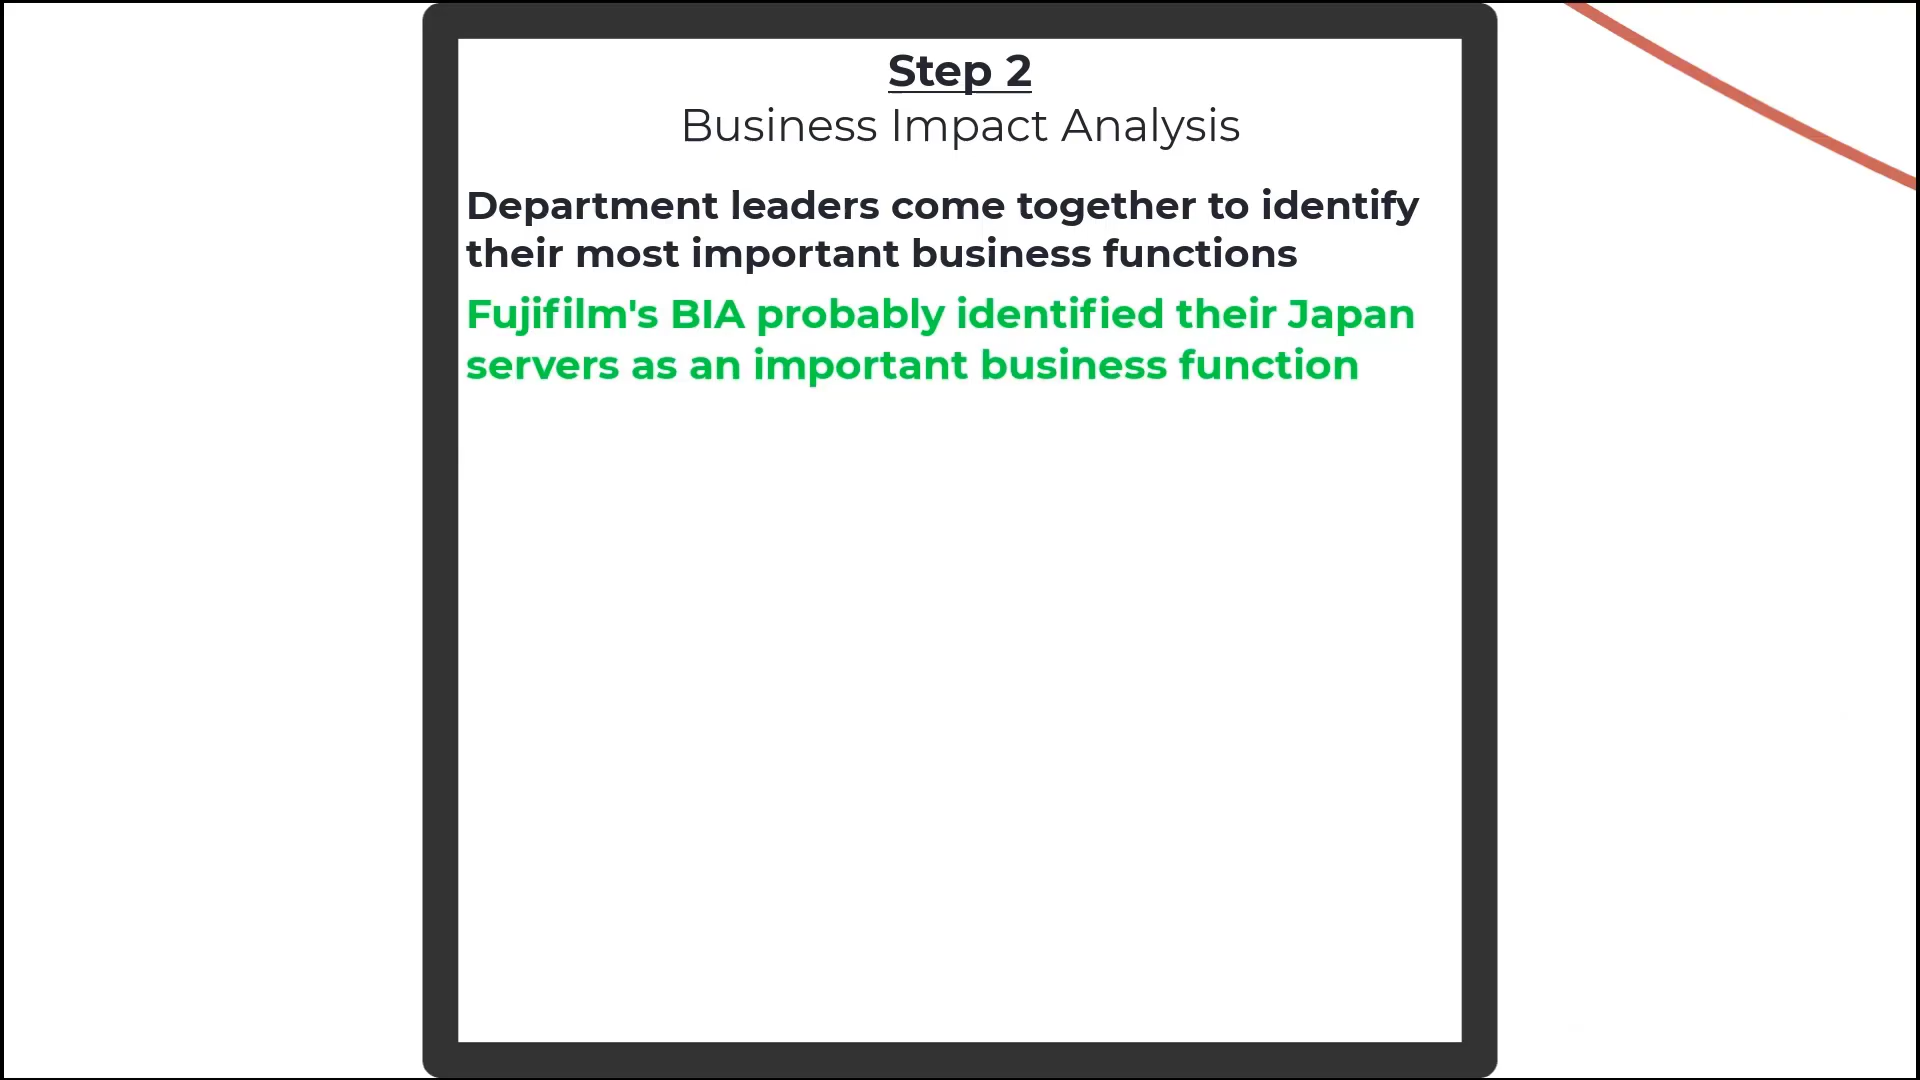 Step 2
Business Impact Analysis
Department leaders come together to identify
their most important business functions
Fujifilm's BIA probably identified their Japan
servers as an important business function